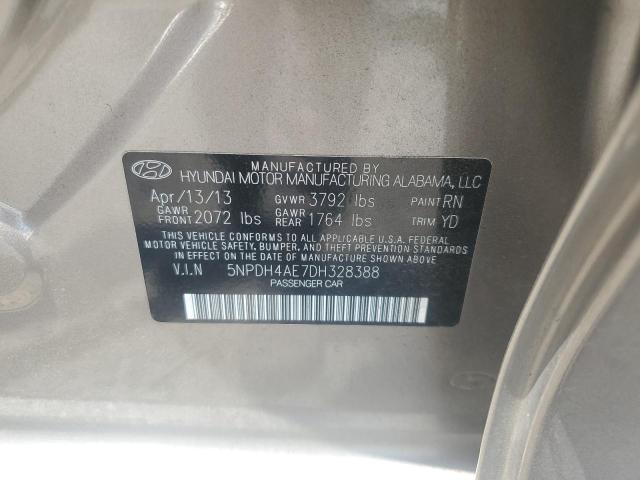 MANUFACTURED BY
HYUNDAI MOTOR MANUFACTURING ALABAMA, LLC
Apr/13/13 GVWR 3792 lbs PAINT RN
GAWR FRONT 2072 lbs GAWR REAR 1764 lbs TRIM YD
THIS VEHICLE CONFORMS TO ALL APPLICABLE U.S.A. FEDERAL
MOTOR VEHICLE SAFETY, BUMPER, AND THEFT PREVENTION STANDARDS
IN EFFECT ON THE DATE OF MANUFACTURE SHOWN ABOVE.
V.I.N 5NPDH4AE7DH328388
PASSENGER CAR